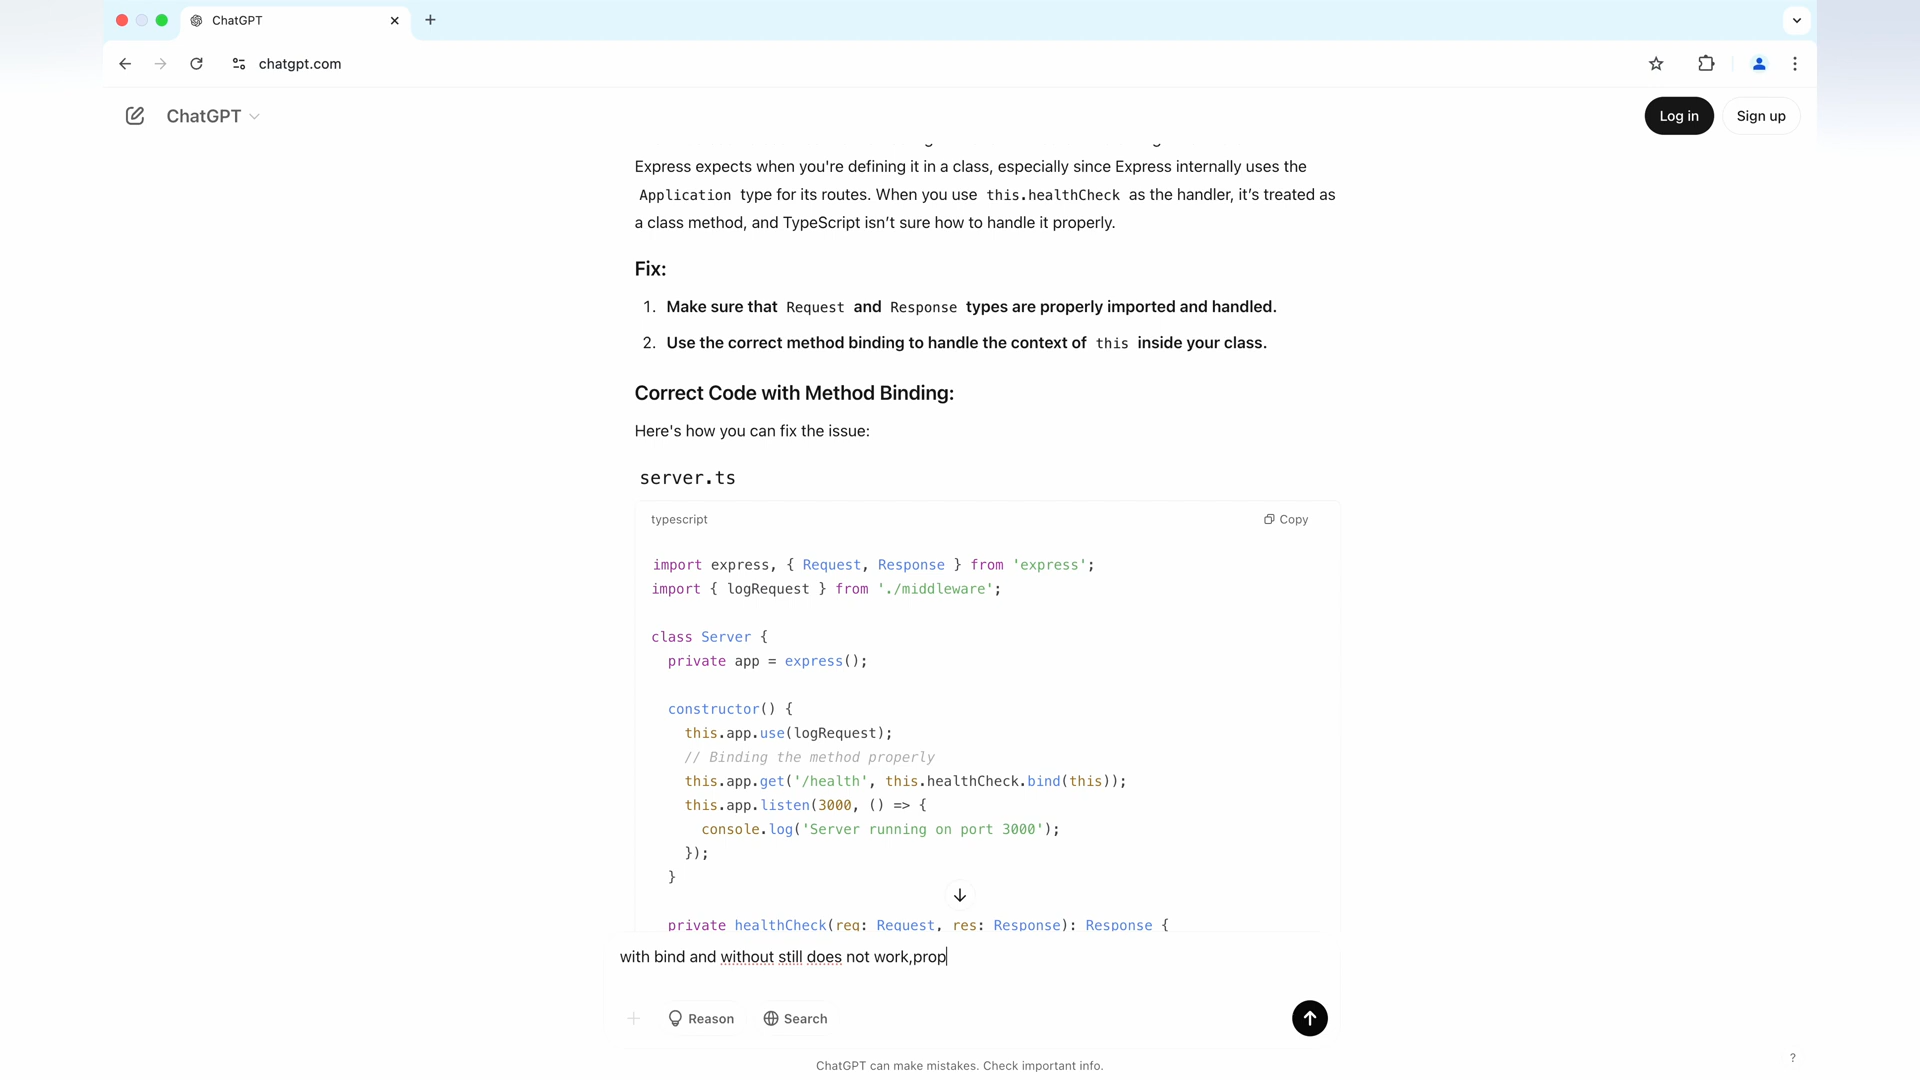 ChatGPT
chatgpt.com
ChatGPT
Log in
Sign up
Express expects when you're defining it in a class, especially since Express internally uses the
Application type for its routes. When you use this.healthCheck as the handler, it’s treated as
a class method, and TypeScript isn’t sure how to handle it properly.
Fix:
1. Make sure that Request and Response types are properly imported and handled.
2. Use the correct method binding to handle the context of this inside your class.
Correct Code with Method Binding:
Here's how you can fix the issue:
server.ts
typescript
Copy
import express, { Request, Response } from 'express';
import { logRequest } from './middleware';
class Server {
private app = express();
constructor() {
this.app.use(logRequest);
// Binding the method properly
this.app.get('/health', this.healthCheck.bind(this));
this.app.listen(3000, () => {
console.log('Server running on port 3000');
});
}
private healthCheck(req: Request, res: Response): Response {
with bind and without still does not work,prop
Reason
Search
ChatGPT can make mistakes. Check important info.
?